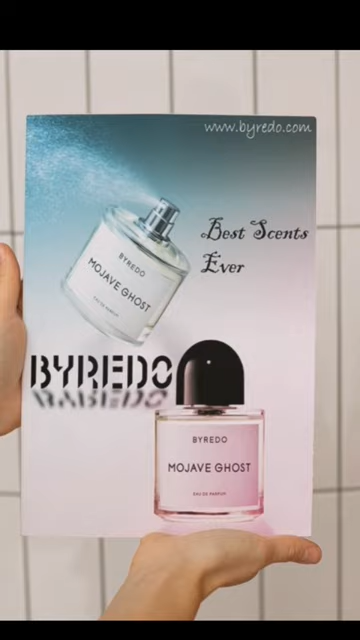 www.byredo.com
Best Scents
Ever
BYREDO
MOJAVE GHOST
EAU DE PARFUM
BYREDO
BYREDO
MOJAVE GHOST
EAU DE PARFUM